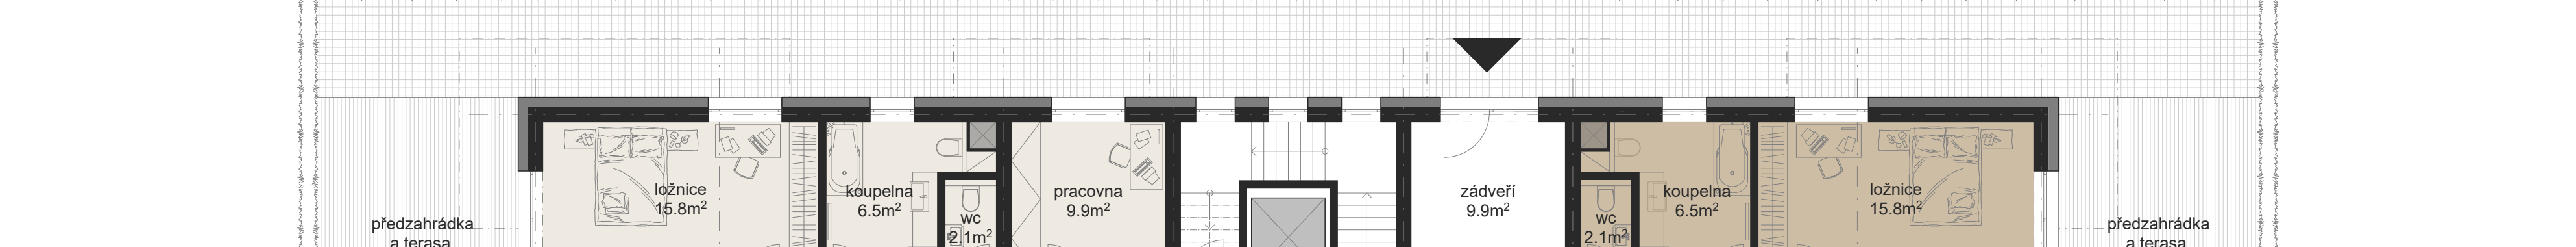 ložnice
15.8m²
koupelna
6.5m²
wc
2.1m²
pracovna
9.9m²
zádveří
9.9m²
wc
2.1m²
koupelna
6.5m²
ložnice
15.8m²
předzahrádka
a terasa
předzahrádka
a terasa